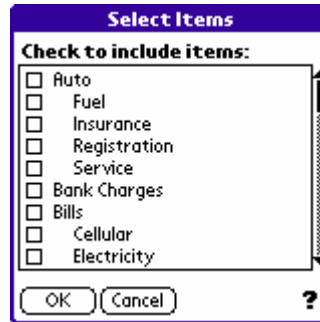 Select Items
Check to include items:
Auto
Fuel
Insurance
Registration
Service
Bank Charges
Bills
Cellular
Electricity
OK Cancel ?